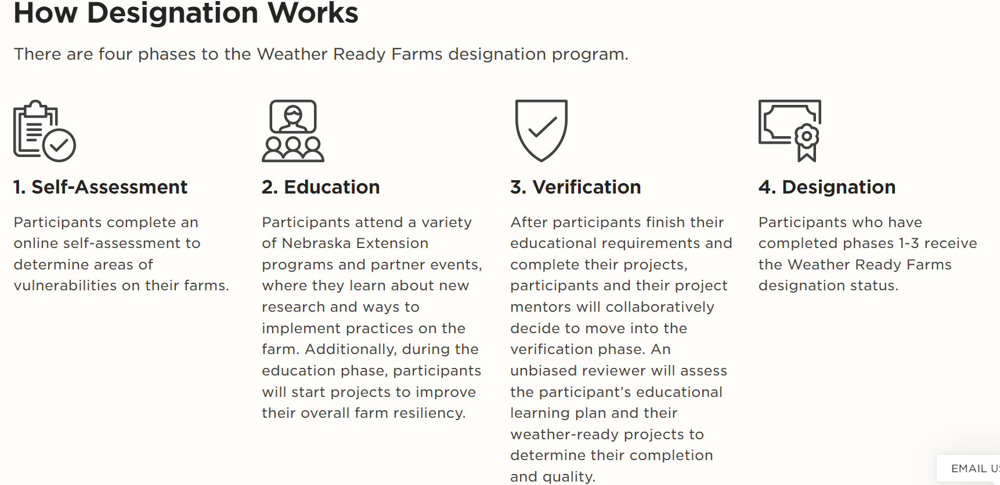 How Designation Works
There are four phases to the Weather Ready Farms designation program.
1. Self-Assessment
Participants complete an
online self-assessment to
determine areas of
vulnerabilities on their farms.
2. Education
Participants attend a variety
of Nebraska Extension
programs and partner events,
where they learn about new
research and ways to
implement practices on the
farm. Additionally, during the
education phase, participants
will start projects to improve
their overall farm resiliency.
3. Verification
After participants finish their
educational requirements and
complete their projects,
participants and their project
mentors will collaboratively
decide to move into the
verification phase. An
unbiased reviewer will assess
the participant’s educational
learning plan and their
weather-ready projects to
determine their completion
and quality.
4. Designation
Participants who have
completed phases 1-3 receive
the Weather Ready Farms
designation status.
EMAIL US